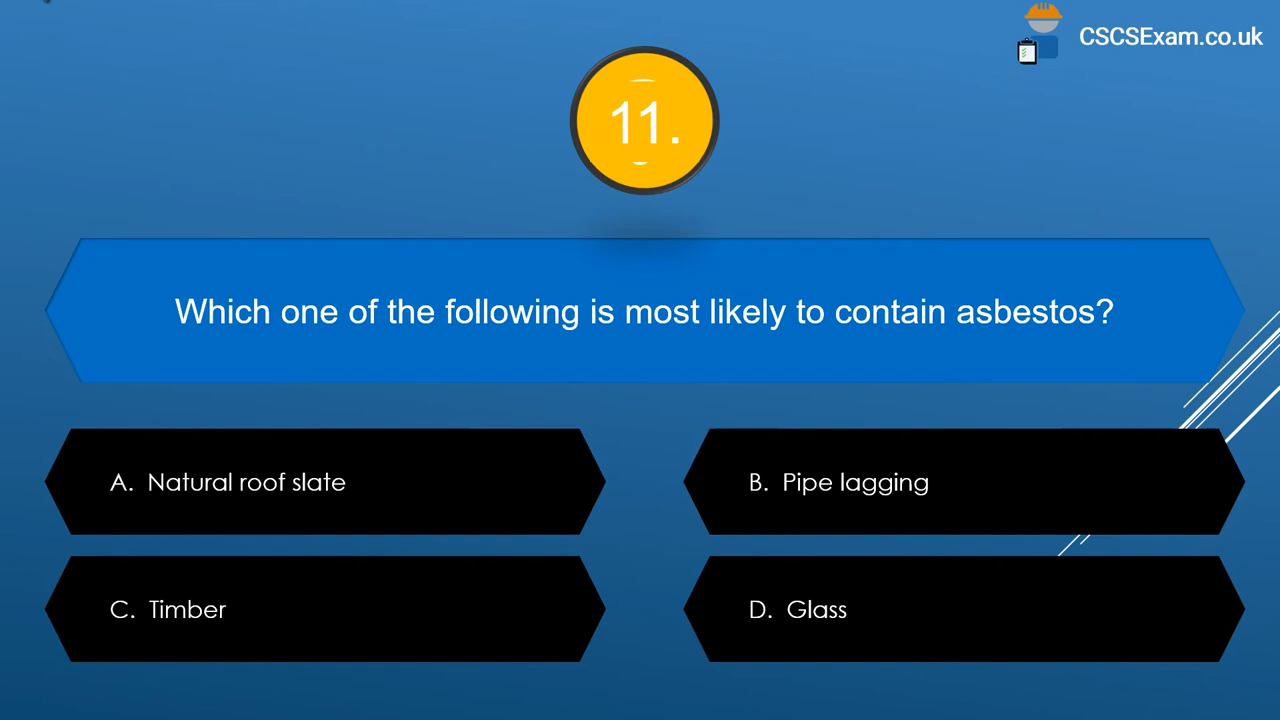 CSCSExam.co.uk
11.
Which one of the following is most likely to contain asbestos?
A. Natural roof slate
B. Pipe lagging
C. Timber
D. Glass